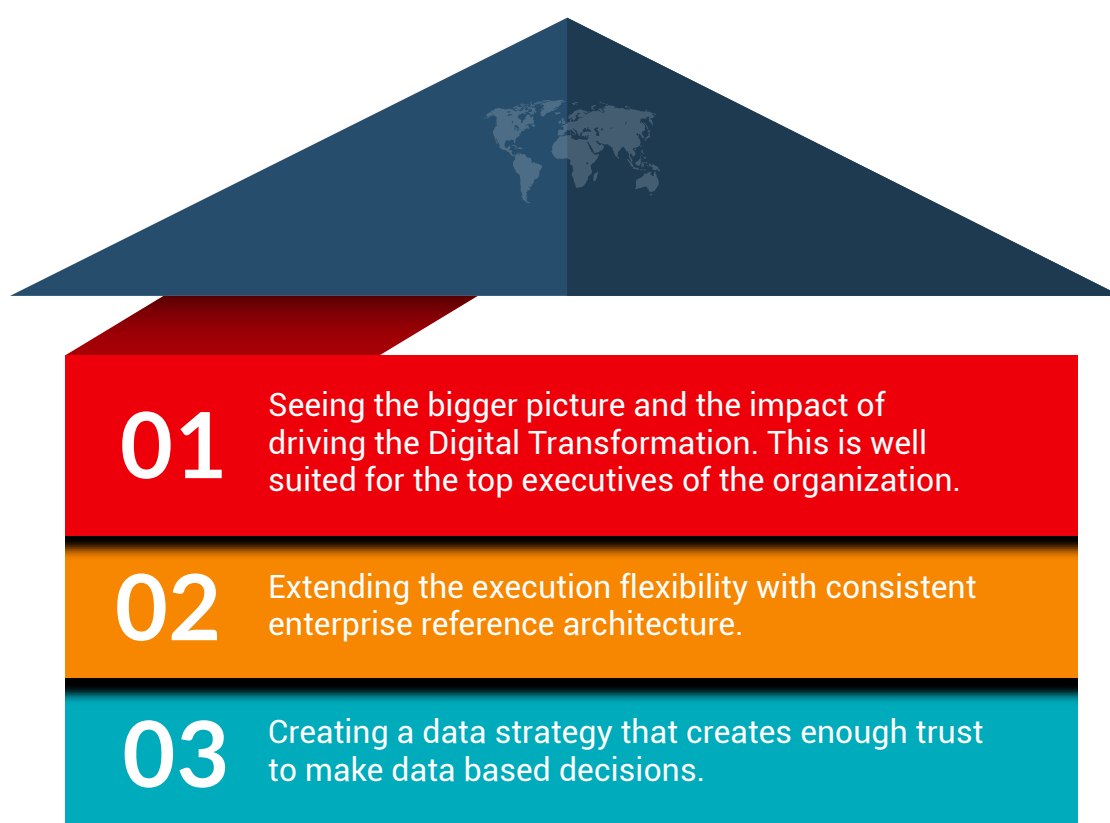 01
Seeing the bigger picture and the impact of
driving the Digital Transformation. This is well
suited for the top executives of the organization.
02
Extending the execution flexibility with consistent
enterprise reference architecture.
03
Creating a data strategy that creates enough trust
to make data based decisions.